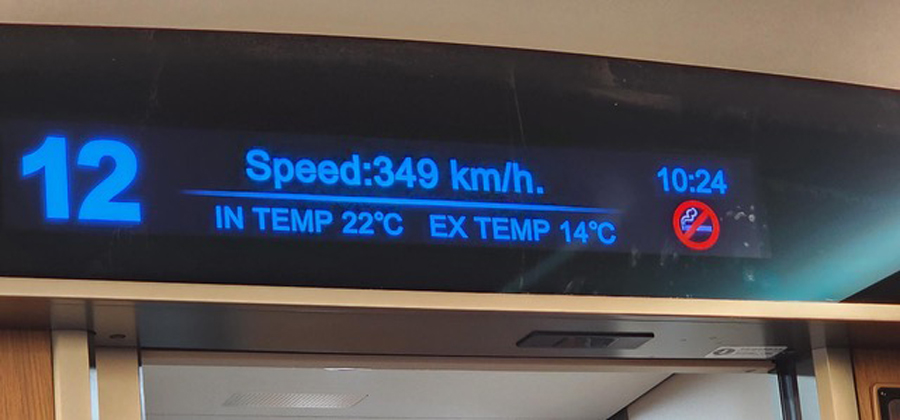 12
Speed:349 km/h.
10:24
IN TEMP 22℃ EX TEMP 14℃